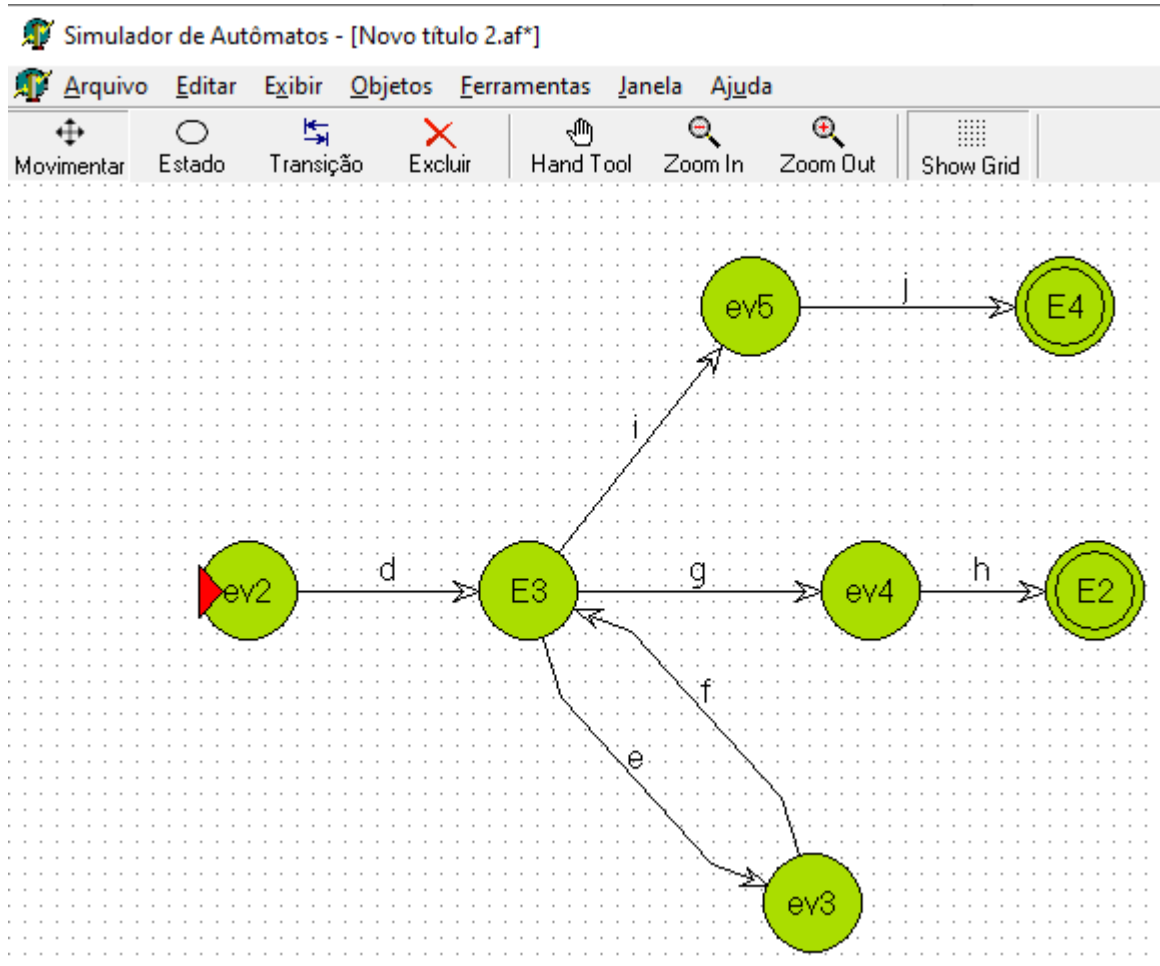 Simulador de Autômatos - [Novo título 2.af*]
Arquivo Editar Exibir Objetos Ferramentas Janela Ajuda
Movimentar Estado Transição Excluir Hand Tool Zoom In Zoom Out Show Grid
ev5 j E4
i
ev2 d E3 g ev4 h E2
f
e
ev3